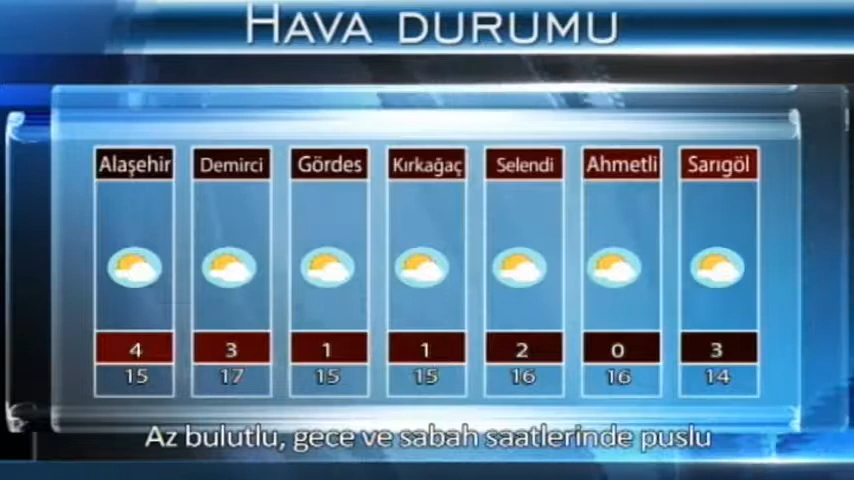 HAVA DURUMU
Alaşehir Demirci Gördes Kırkağaç Selendi Ahmetli Sarıgöl
4 3 1 1 2 0 3
15 17 15 15 16 16 14
Az bulutlu, gece ve sabah saatlerinde puslu